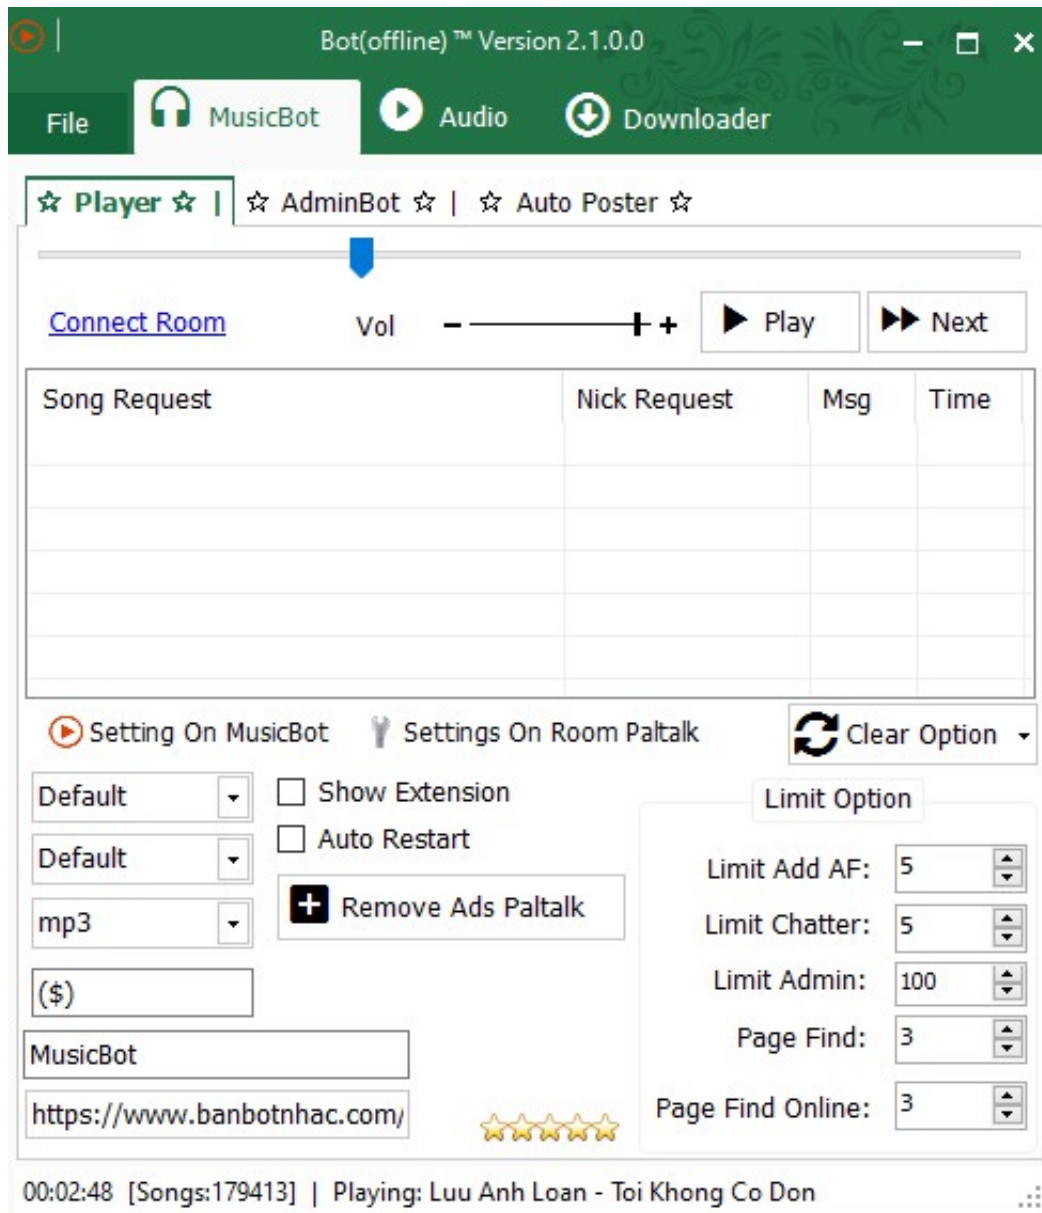 Bot(offline) ™ Version 2.1.0.0
File MusicBot Audio Downloader
☆ Player ☆ | ☆ AdminBot ☆ | ☆ Auto Poster ☆
Connect Room Vol - + Play Next
Song Request Nick Request Msg Time
Setting On MusicBot Settings On Room Paltalk Clear Option
Default Show Extension Limit Option
Auto Restart
Default Limit Add AF: 5
mp3 Remove Ads Paltalk Limit Chatter: 5
($) Limit Admin: 100
MusicBot Page Find: 3
https://www.banbotnhac.com/ Page Find Online: 3
00:02:48 [Songs:179413] | Playing: Luu Anh Loan - Toi Khong Co Don